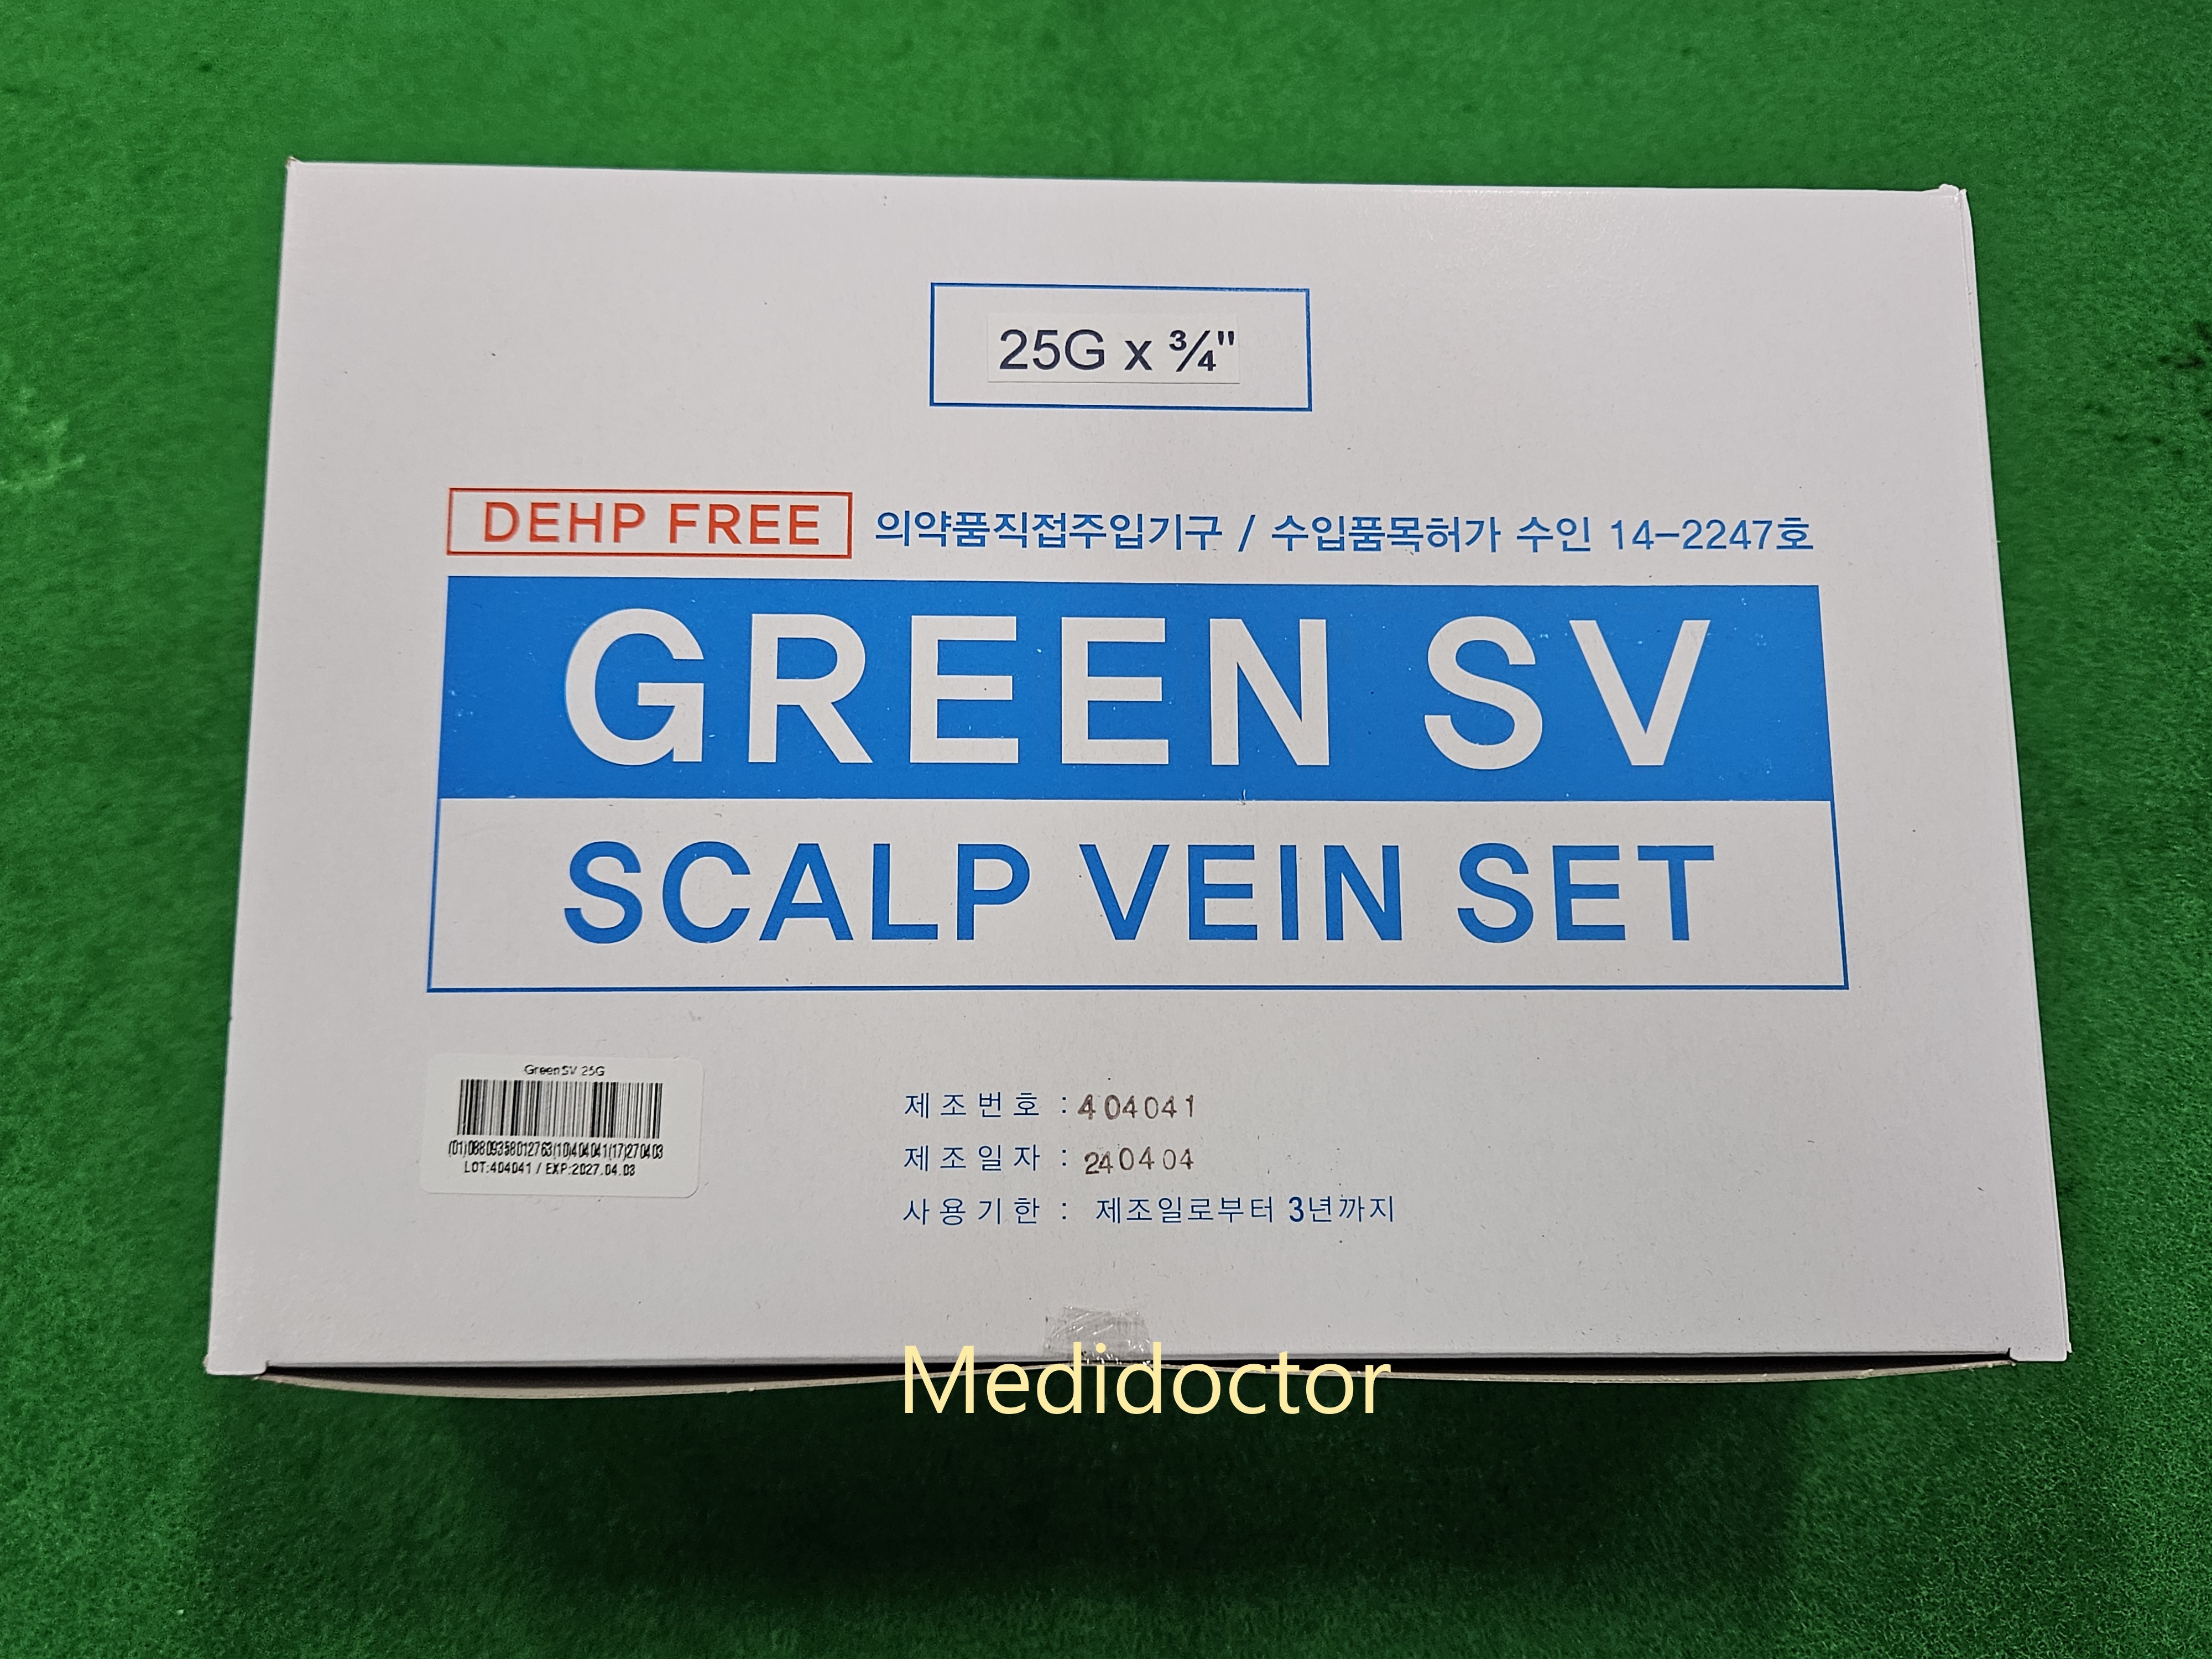 25G x ¾"
DEHP FREE 의약품직접주입기구 / 수입품목허가 수인 14-2247호
GREEN SV
SCALP VEIN SET
GreenSV 25G
(01)08809358012763(10)404041(17)270403
LOT:404041 / EXP:2027.04.03
제조번호 : 404041
제조일자 : 240404
사용기한 : 제조일로부터 3년까지
Medidoctor